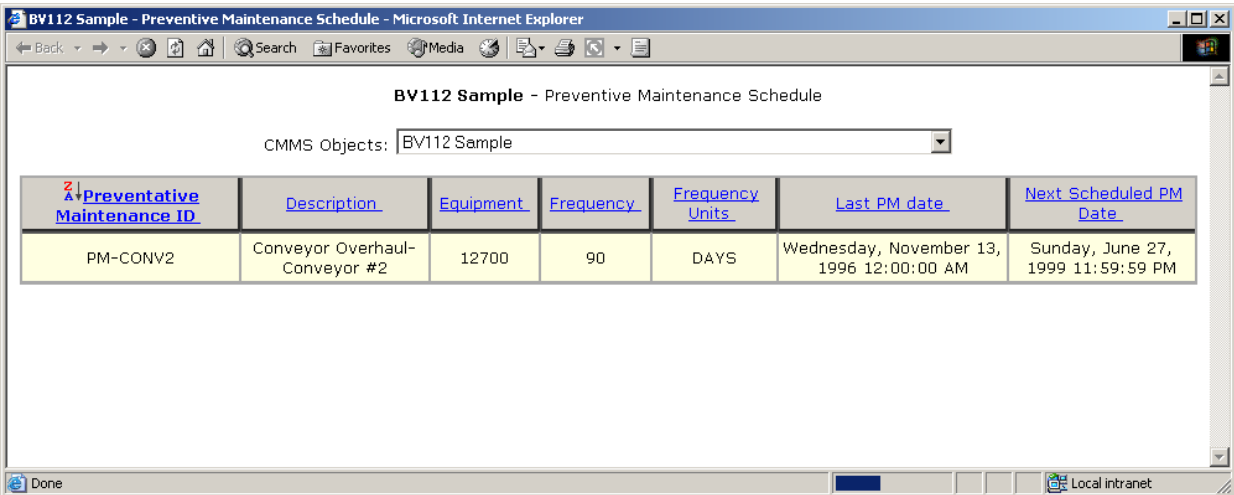 BV112 Sample - Preventive Maintenance Schedule - Microsoft Internet Explorer
Back Search Favorites Media
BV112 Sample - Preventive Maintenance Schedule
CMMS Objects: BV112 Sample
Z
A Preventative
Maintenance ID
Description
Equipment
Frequency
Frequency
Units
Last PM date
Next Scheduled PM
Date
PM-CONV2
Conveyor Overhaul-
Conveyor #2
12700
90
DAYS
Wednesday, November 13,
1996 12:00:00 AM
Sunday, June 27,
1999 11:59:59 PM
Done
Local intranet